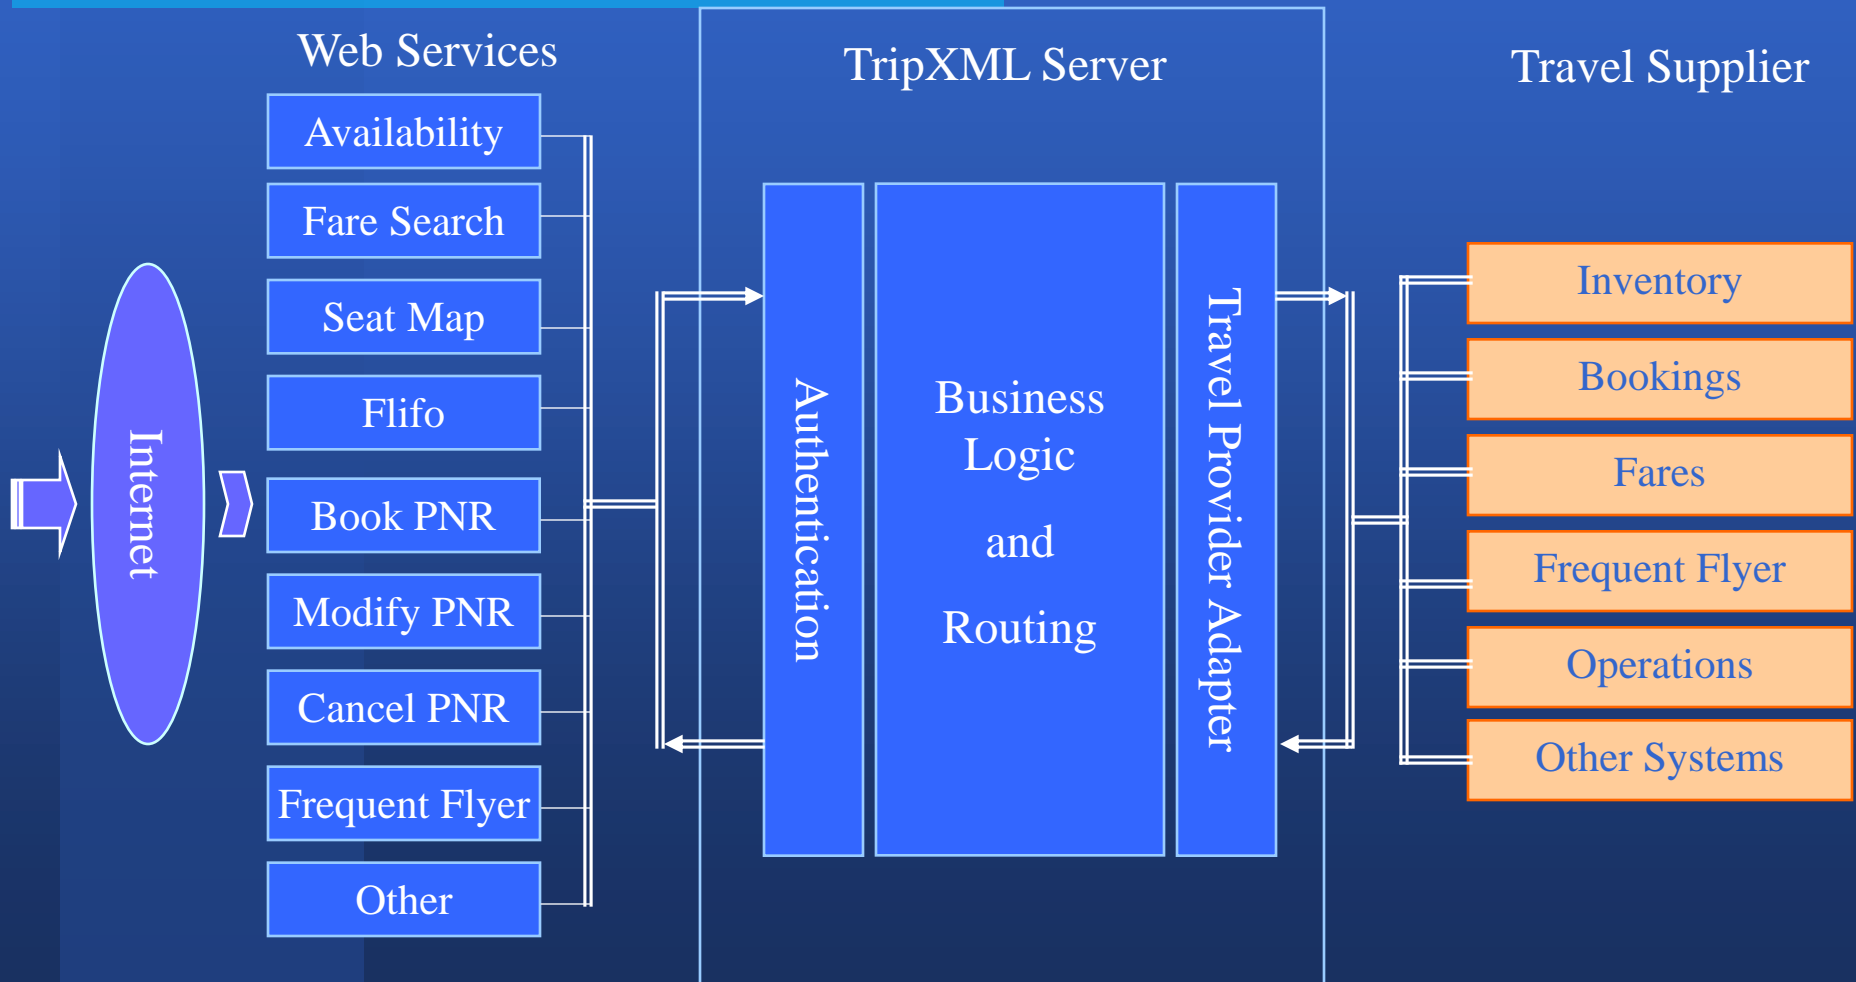 Web Services
TripXML Server
Travel Supplier
Internet
Availability
Fare Search
Seat Map
Flifo
Book PNR
Modify PNR
Cancel PNR
Frequent Flyer
Other
Authentication
Business
Logic
and
Routing
Travel Provider Adapter
Inventory
Bookings
Fares
Frequent Flyer
Operations
Other Systems